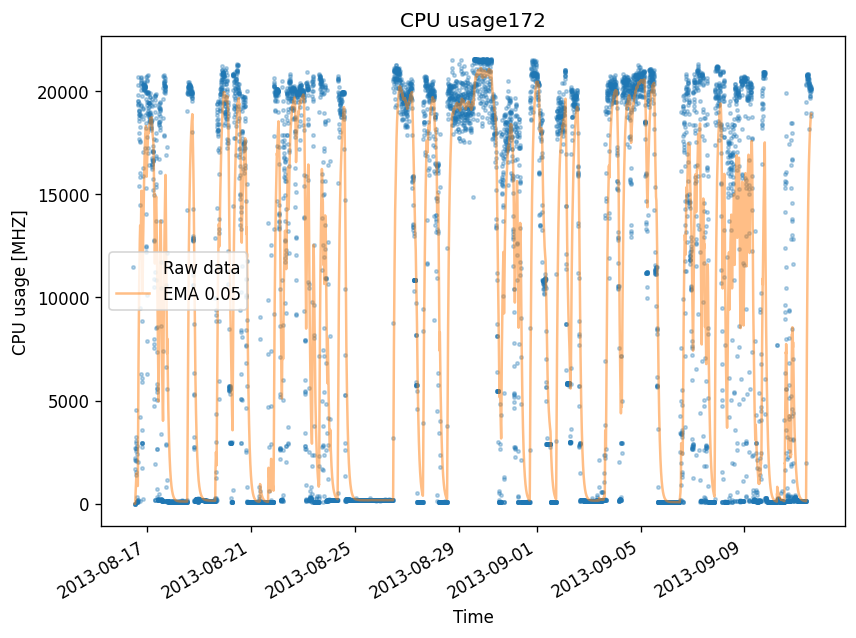 CPU usage172
CPU usage [MHZ]
20000
15000
10000
5000
0
Raw data
EMA 0.05
2013-08-17
2013-08-21
2013-08-25
2013-08-29
2013-09-01
2013-09-05
2013-09-09
Time